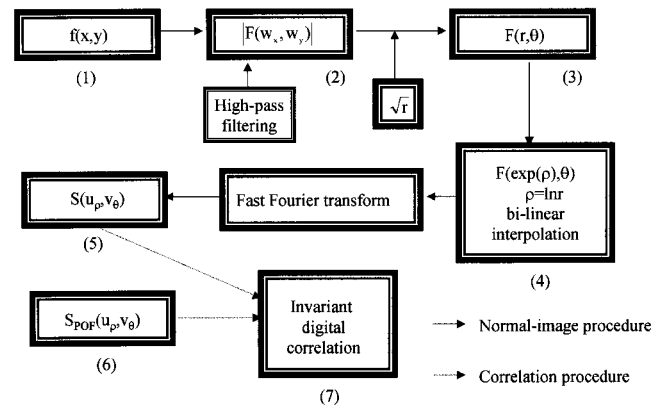 f(x,y)
(1)
|F(wₓ,w_y)|
(2)
High-pass
filtering
√r
F(r,θ)
(3)
F(exp(ρ),θ)
ρ=lnr
bi-linear
interpolation
(4)
Fast Fourier transform
S(u_ρ,v_θ)
(5)
S_POF(u_ρ,v_θ)
(6)
Invariant
digital
correlation
(7)
Normal-image procedure
Correlation procedure